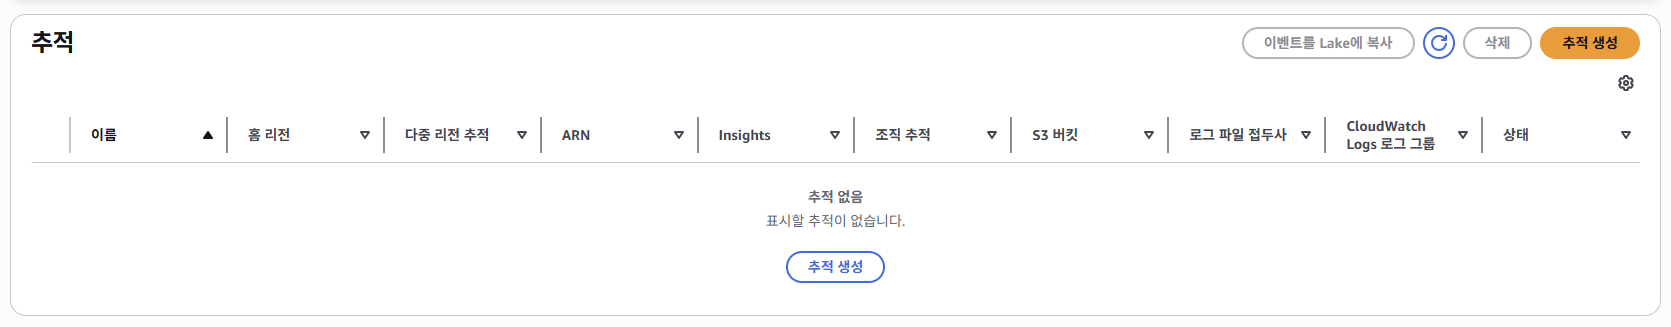 추적
이벤트를 Lake에 복사
삭제
추적 생성
이름
홈 리전
다중 리전 추적
ARN
Insights
조직 추적
S3 버킷
로그 파일 접두사
CloudWatch
Logs 로그 그룹
상태
추적 없음
표시할 추적이 없습니다.
추적 생성